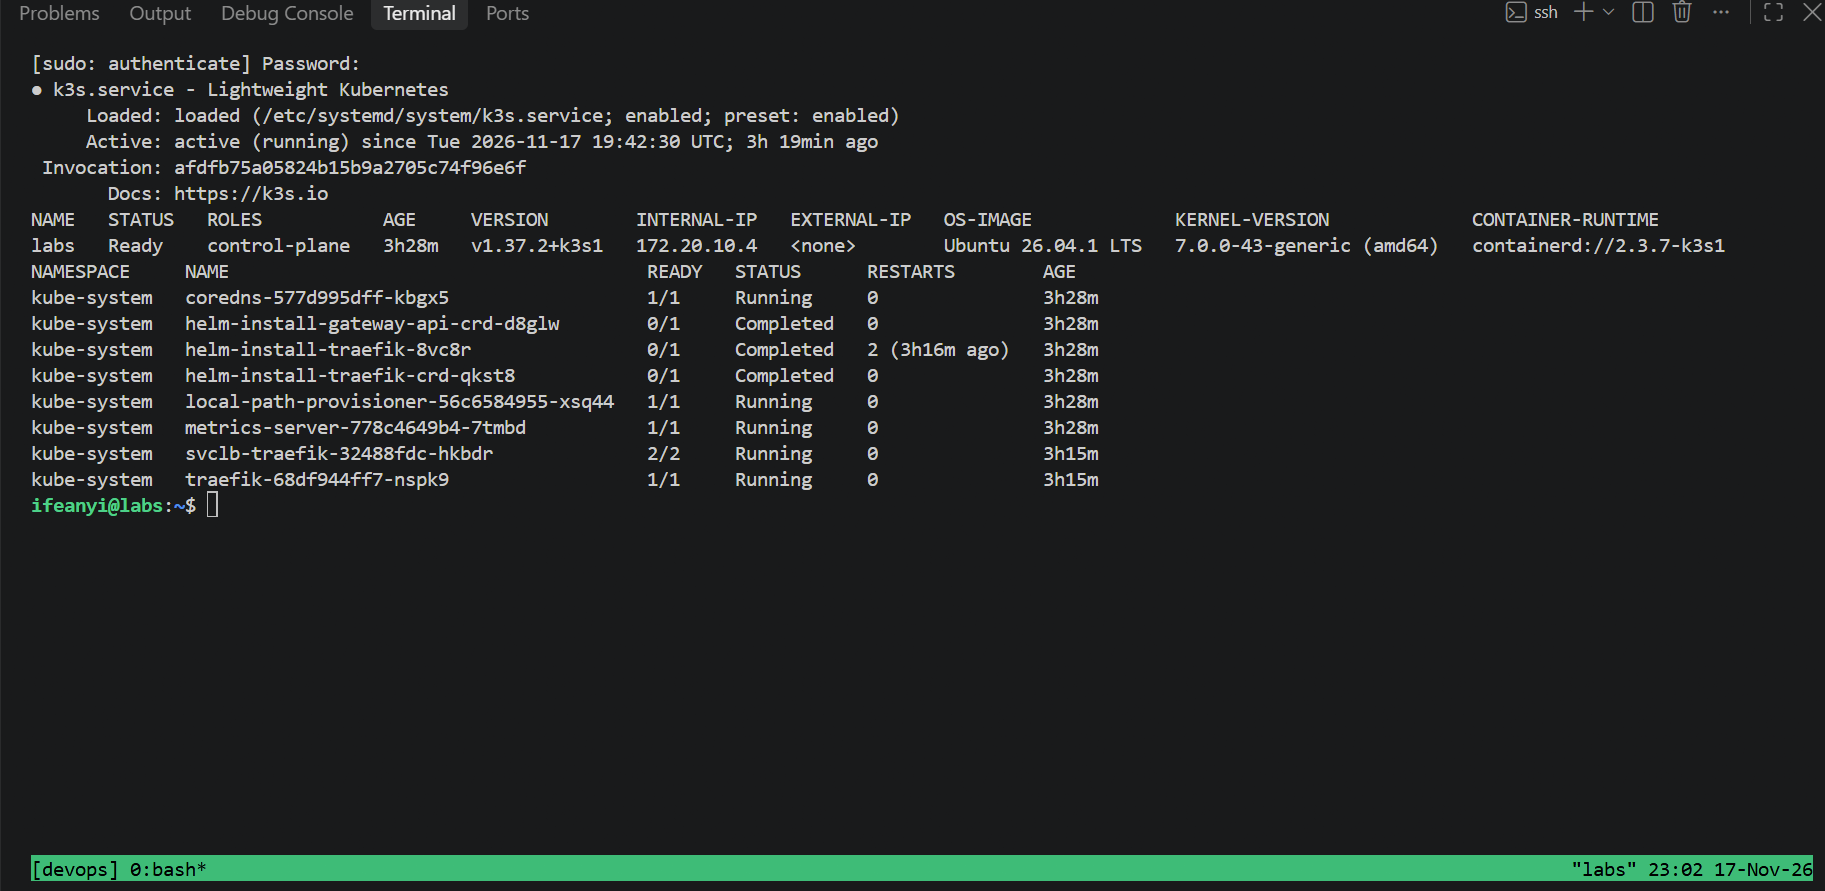 Problems Output Debug Console Terminal Ports ssh
[sudo: authenticate] Password:
● k3s.service - Lightweight Kubernetes
Loaded: loaded (/etc/systemd/system/k3s.service; enabled; preset: enabled)
Active: active (running) since Tue 2026-11-17 19:42:30 UTC; 3h 19min ago
Invocation: afdfb75a05824b15b9a2705c74f96e6f
Docs: https://k3s.io
NAME STATUS ROLES AGE VERSION INTERNAL-IP EXTERNAL-IP OS-IMAGE KERNEL-VERSION CONTAINER-RUNTIME
labs Ready control-plane 3h28m v1.37.2+k3s1 172.20.10.4 <none> Ubuntu 26.04.1 LTS 7.0.0-43-generic (amd64) containerd://2.3.7-k3s1
NAMESPACE NAME READY STATUS RESTARTS AGE
kube-system coredns-577d995dff-kbgx5 1/1 Running 0 3h28m
kube-system helm-install-gateway-api-crd-d8glw 0/1 Completed 0 3h28m
kube-system helm-install-traefik-8vc8r 0/1 Completed 2 (3h16m ago) 3h28m
kube-system helm-install-traefik-crd-qkst8 0/1 Completed 0 3h28m
kube-system local-path-provisioner-56c6584955-xsq44 1/1 Running 0 3h28m
kube-system metrics-server-778c4649b4-7tmbd 1/1 Running 0 3h28m
kube-system svclb-traefik-32488fdc-hkbdr 2/2 Running 0 3h15m
kube-system traefik-68df944ff7-nspk9 1/1 Running 0 3h15m
ifeanyi@labs:~$
[devops] 0:bash* "labs" 23:02 17-Nov-26